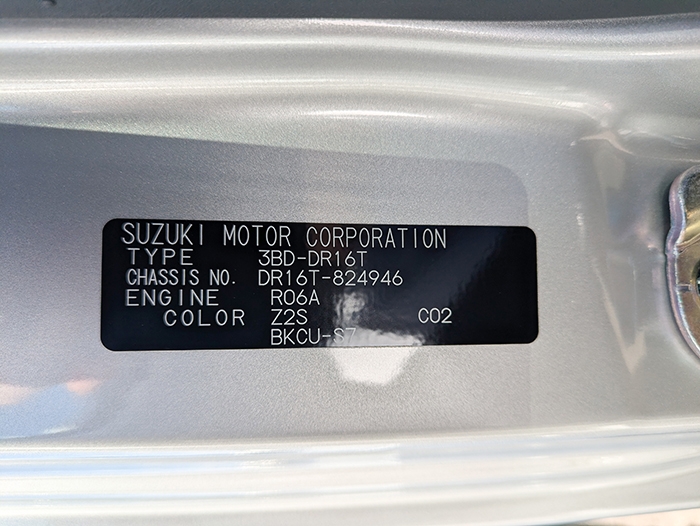 SUZUKI MOTOR CORPORATION
TYPE 3BD-DR16T
CHASSIS NO. DR16T-824946
ENGINE R06A
COLOR Z2S C02
BKCU-S7